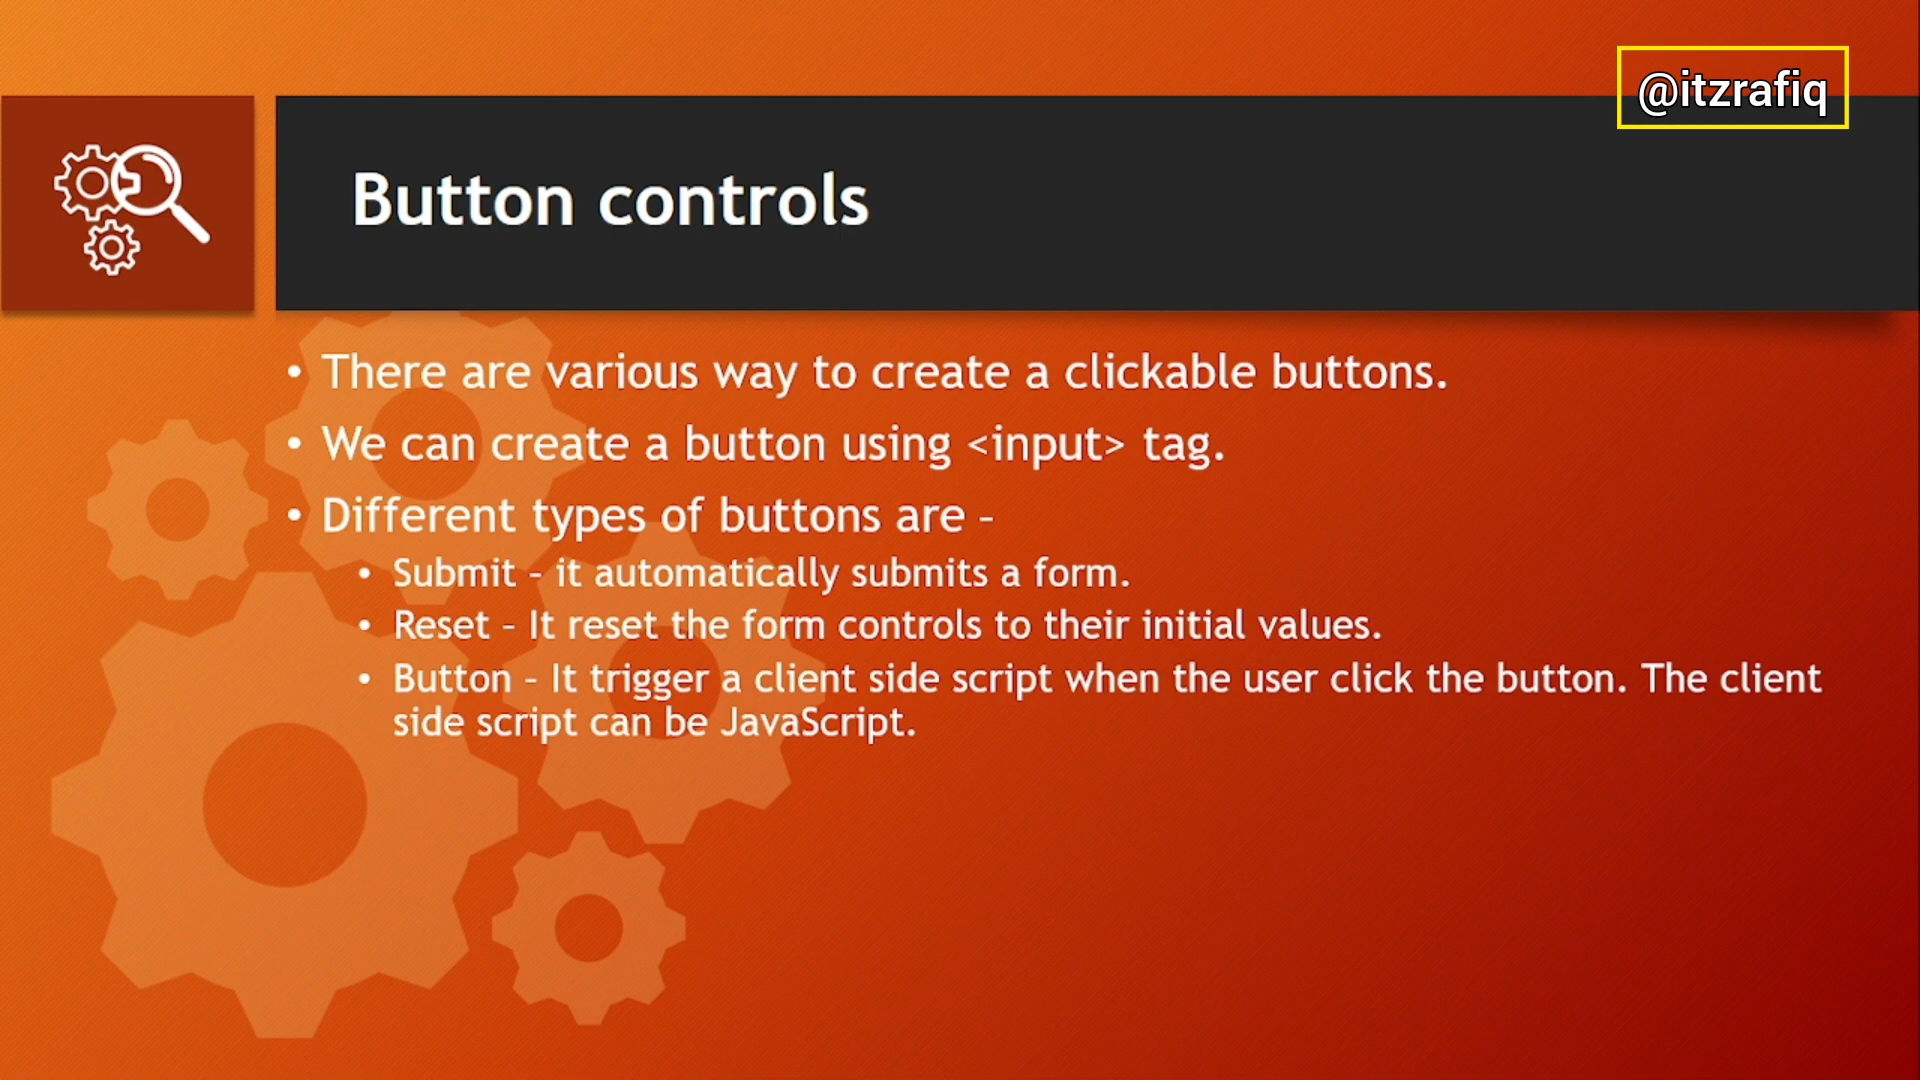 @itzrafiq
Button controls
• There are various way to create a clickable buttons.
• We can create a button using <input> tag.
• Different types of buttons are –
• Submit – it automatically submits a form.
• Reset – It reset the form controls to their initial values.
• Button – It trigger a client side script when the user click the button. The client
side script can be JavaScript.